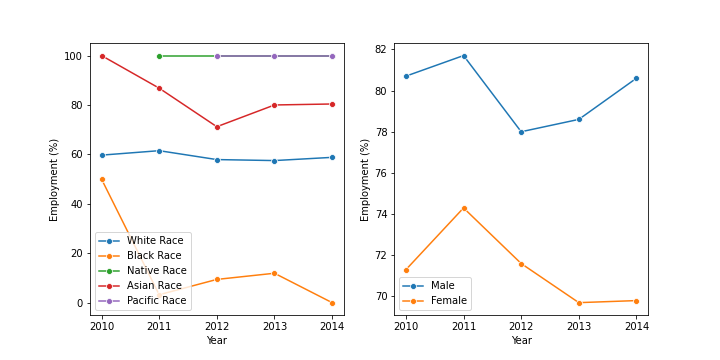 100
80
60
40
20
0
Employment (%)
White Race
Black Race
Native Race
Asian Race
Pacific Race
2010 2011 2012 2013 2014
Year
82
80
78
76
74
72
70
Employment (%)
Male
Female
2010 2011 2012 2013 2014
Year